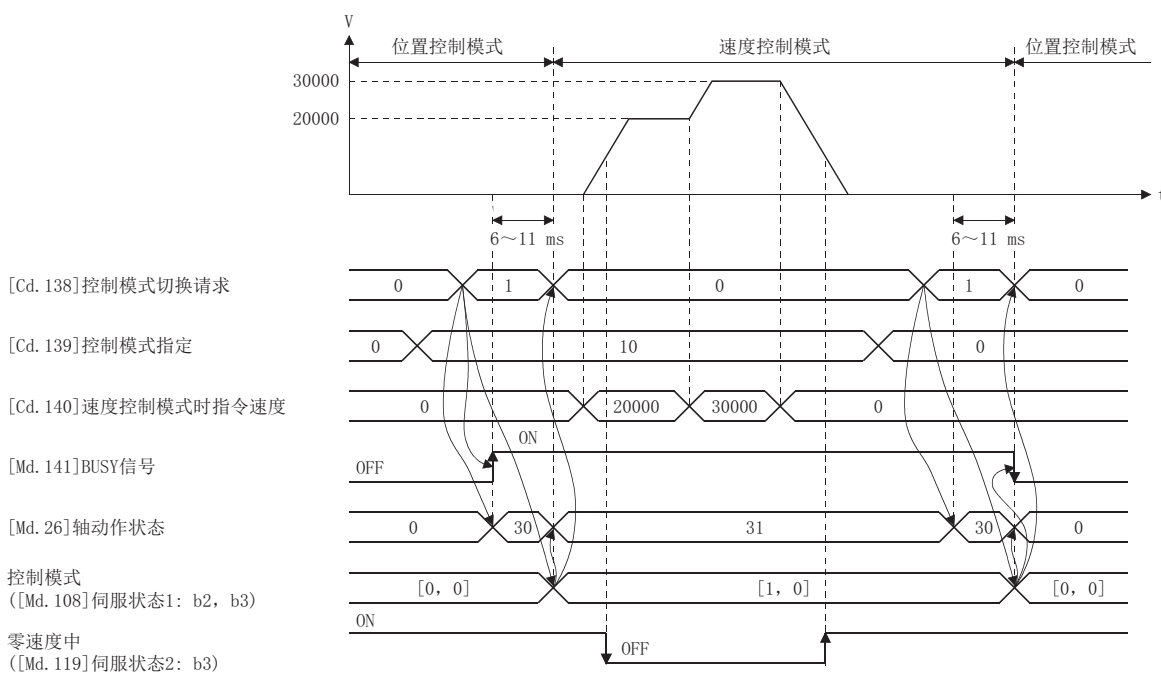 V
位置控制模式 速度控制模式 位置控制模式
30000
20000
t
6～11 ms 6～11 ms
[Cd.138]控制模式切换请求 0 1 0 1 0
[Cd.139]控制模式指定 0 10 0
[Cd.140]速度控制模式时指令速度 0 20000 30000 0
ON
[Md.141]BUSY信号 OFF
[Md.26]轴动作状态 0 30 31 30 0
控制模式
([Md.108]伺服状态1: b2, b3) [0, 0] [1, 0] [0, 0]
ON
零速度中
OFF
([Md.119]伺服状态2: b3)